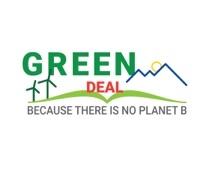 GREEN
DEAL
BECAUSE THERE IS NO PLANET B